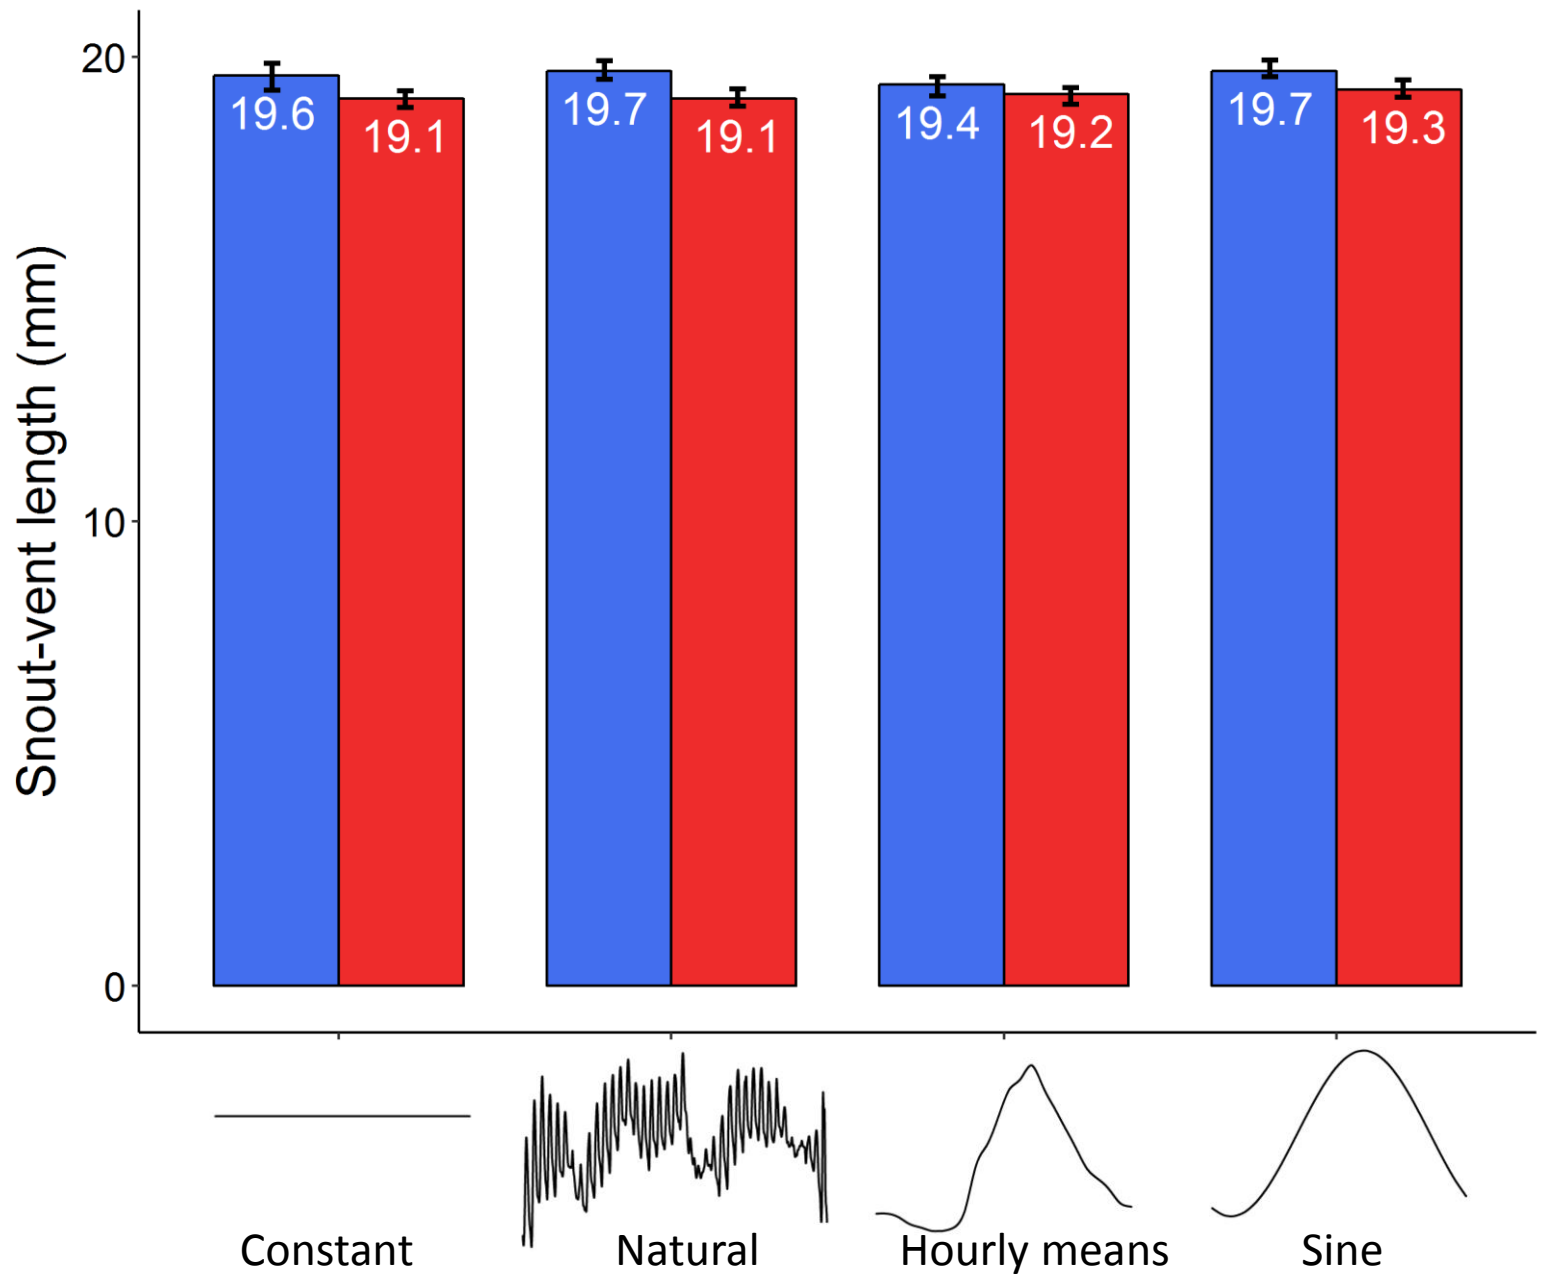 Snout-vent length (mm)
20
10
0
19.6
19.1
19.7
19.1
19.4
19.2
19.7
19.3
Constant
Natural
Hourly means
Sine